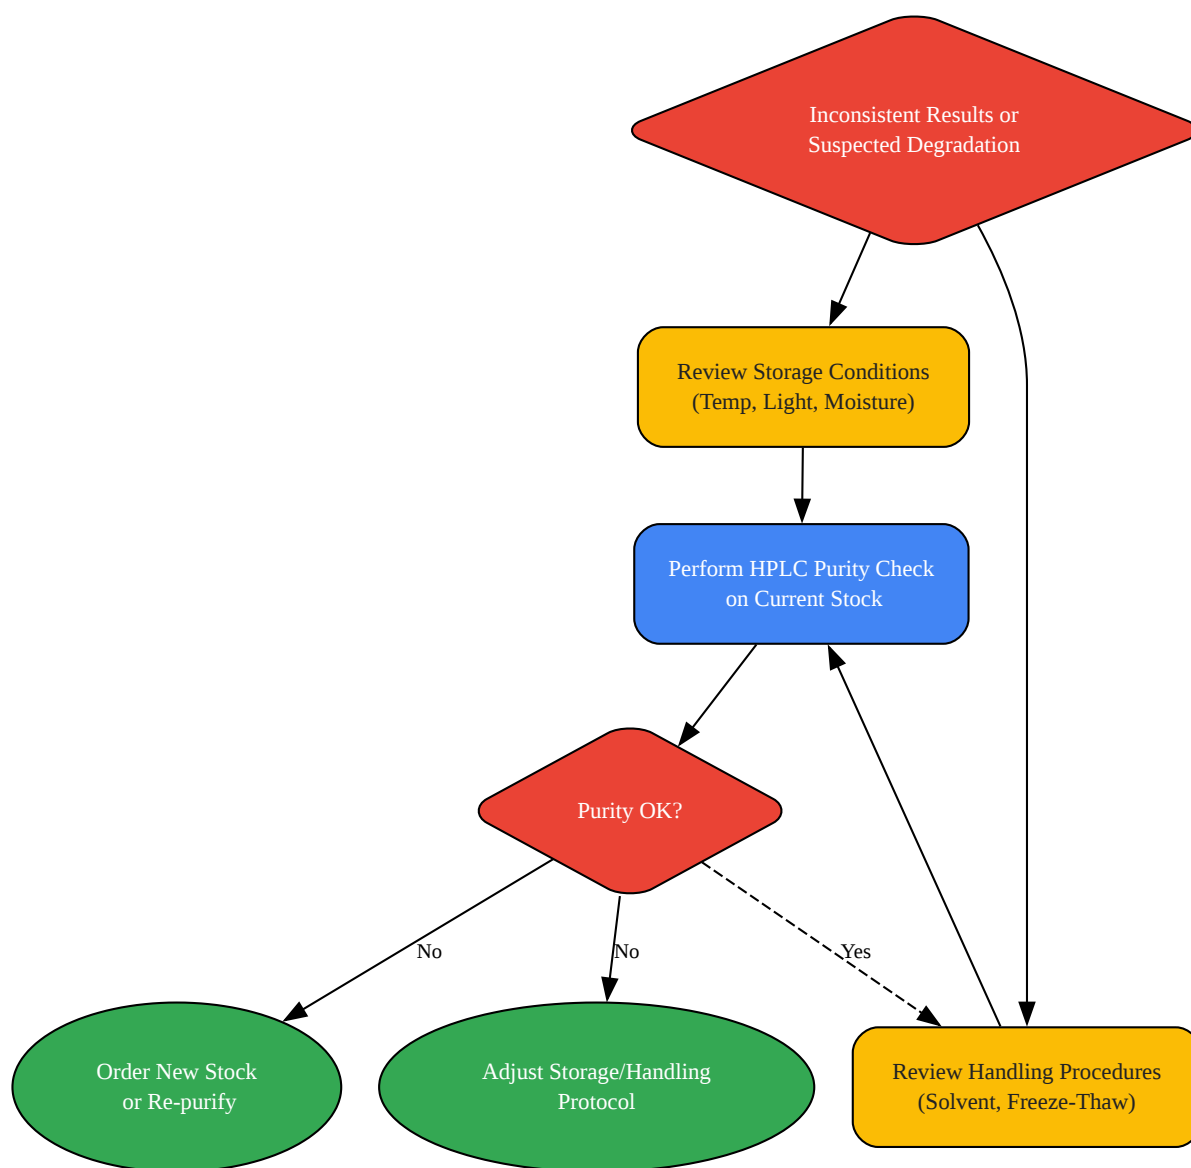 Inconsistent Results or
Suspected Degradation
Review Storage Conditions
(Temp, Light, Moisture)
Perform HPLC Purity Check
on Current Stock
Purity OK?
No
No
Yes
Order New Stock
or Re-purify
Adjust Storage/Handling
Protocol
Review Handling Procedures
(Solvent, Freeze-Thaw)